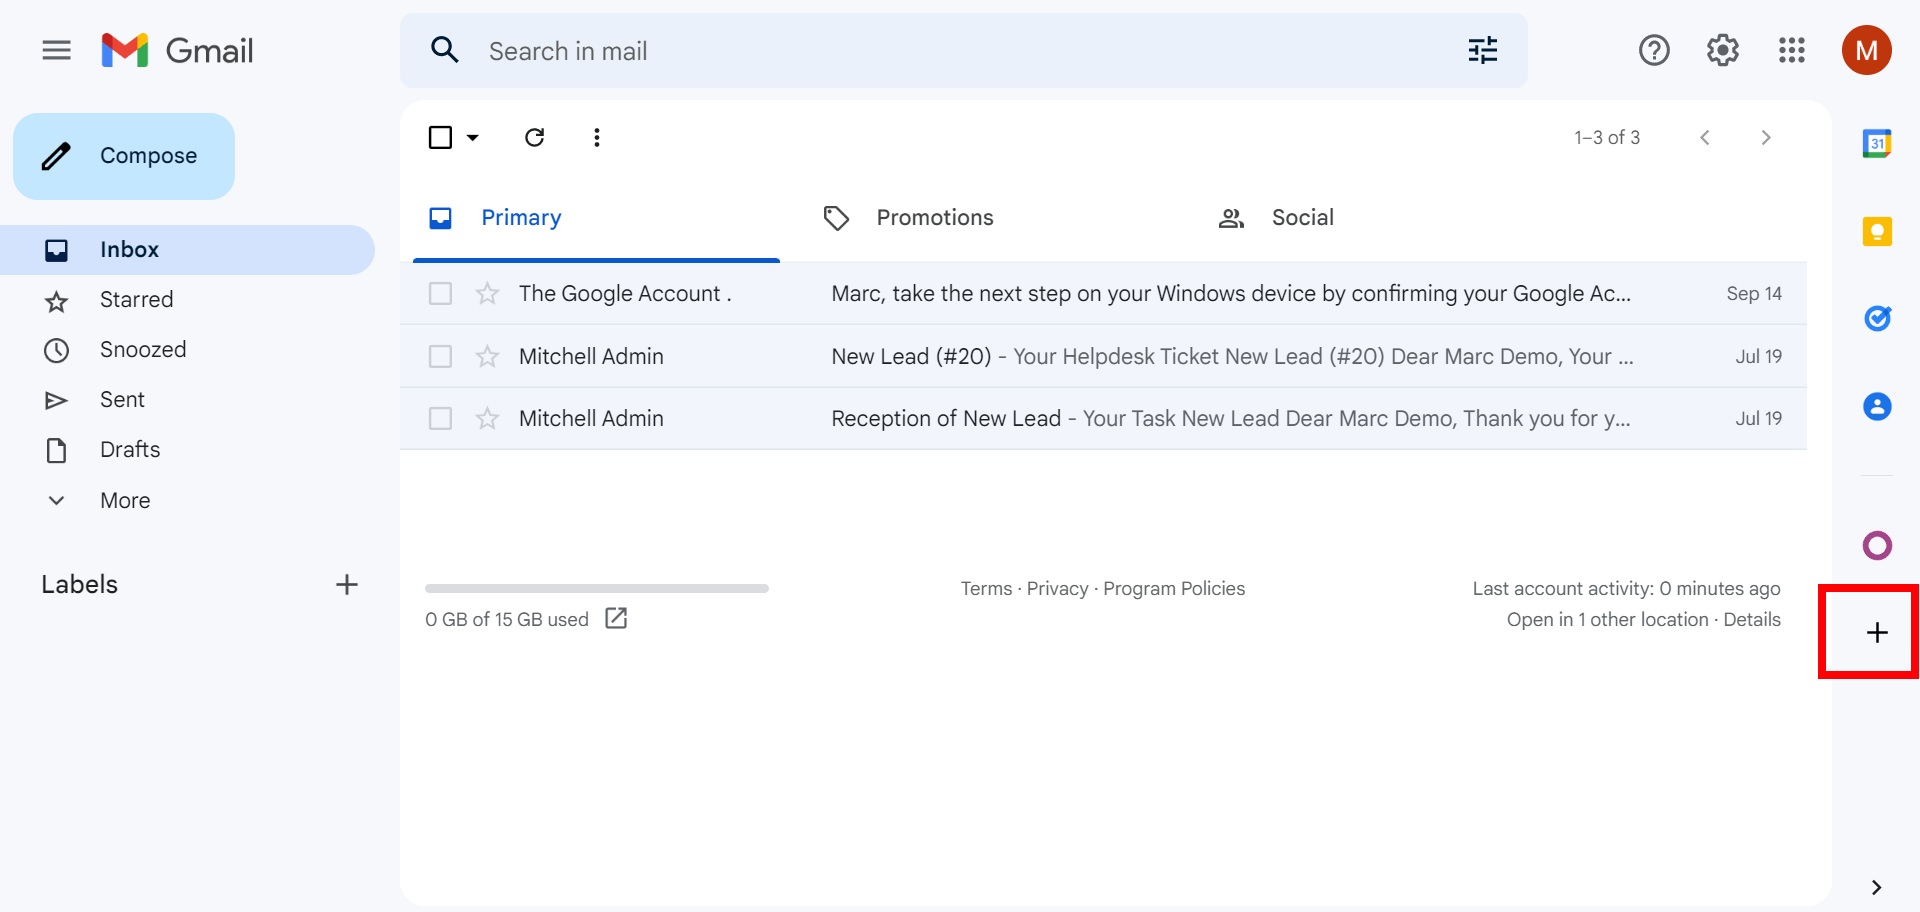 Gmail
Search in mail
M
Compose
1–3 of 3
31
Primary
Promotions
Social
Inbox
Starred
Snoozed
Sent
Drafts
More
Labels
The Google Account .
Marc, take the next step on your Windows device by confirming your Google Ac...
Sep 14
Mitchell Admin
New Lead (#20) - Your Helpdesk Ticket New Lead (#20) Dear Marc Demo, Your ...
Jul 19
Mitchell Admin
Reception of New Lead - Your Task New Lead Dear Marc Demo, Thank you for y...
Jul 19
0 GB of 15 GB used
Terms · Privacy · Program Policies
Last account activity: 0 minutes ago
Open in 1 other location · Details